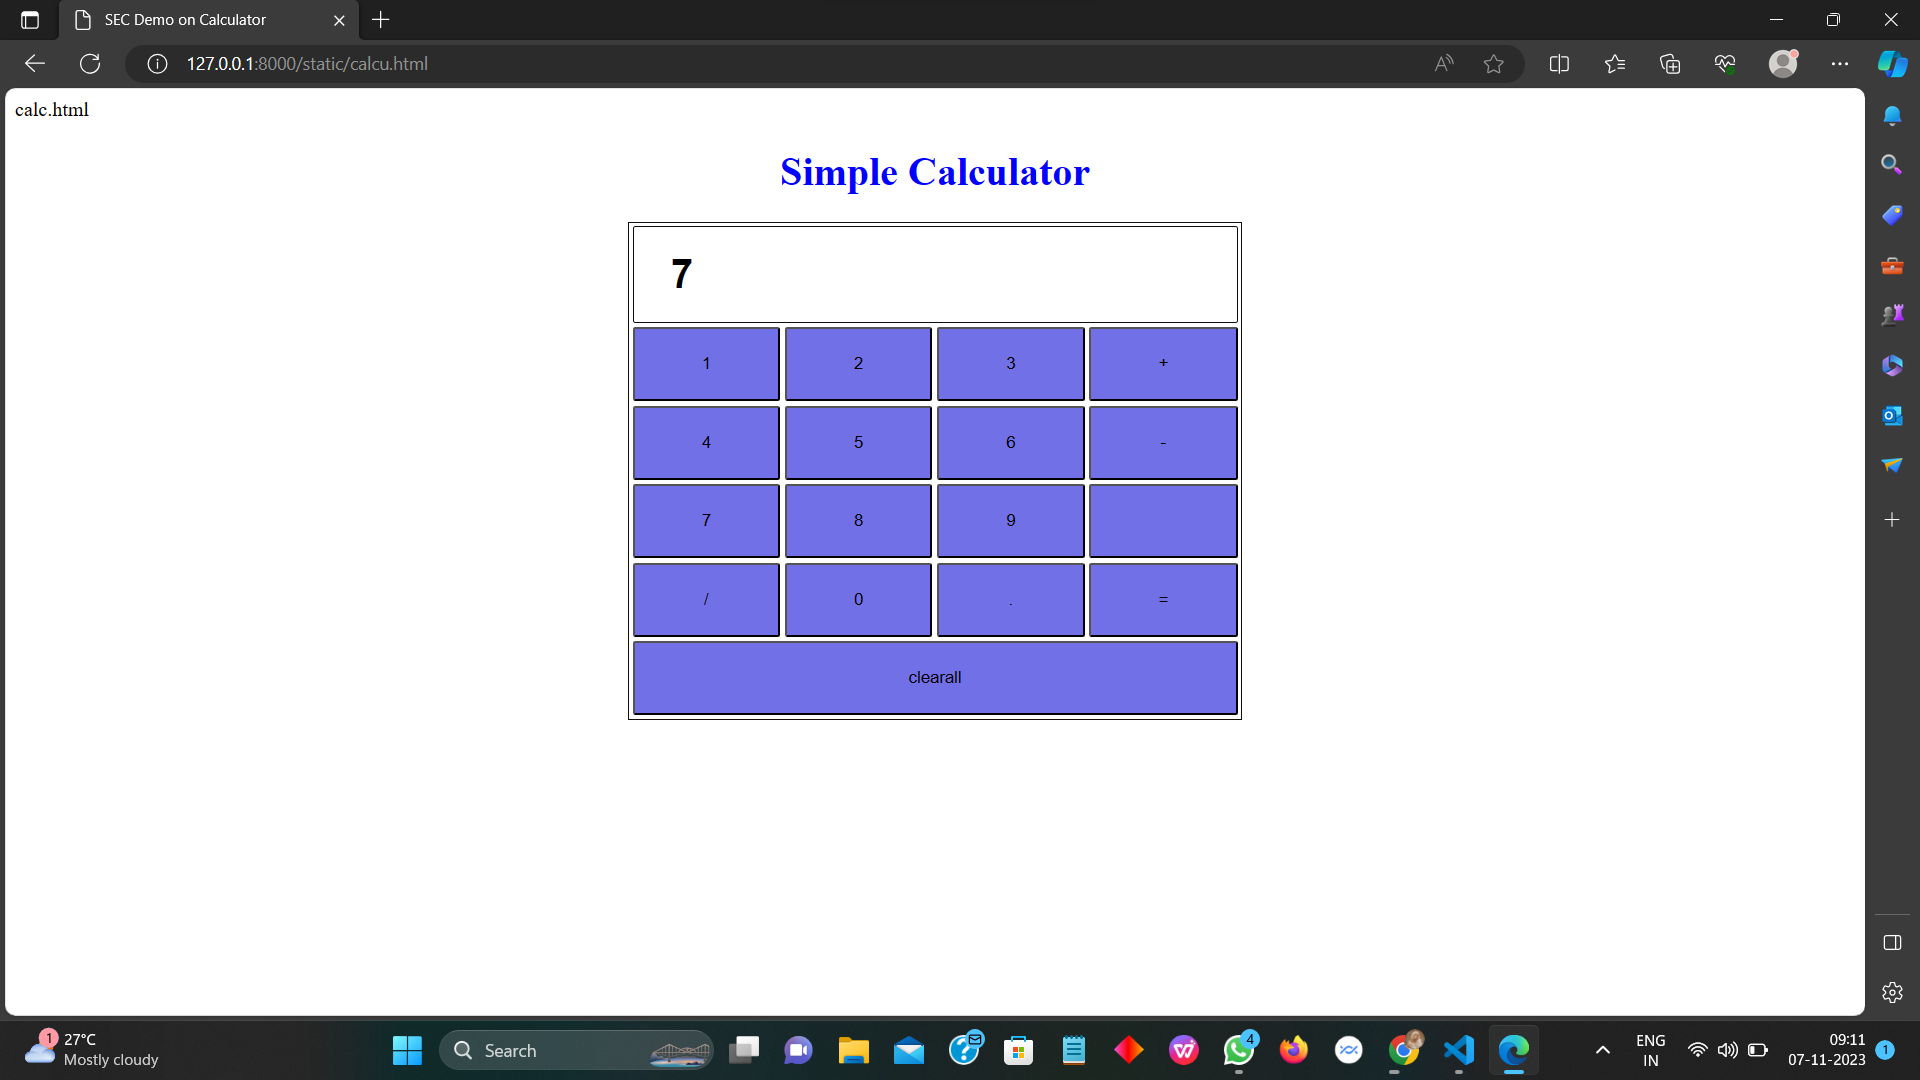 SEC Demo on Calculator
127.0.0.1:8000/static/calcu.html
calc.html
Simple Calculator
7
1 2 3 +
4 5 6 -
7 8 9
/ 0 . =
clearall
1
27°C
Mostly cloudy
Search
4
ENG
IN
09:11
07-11-2023
1